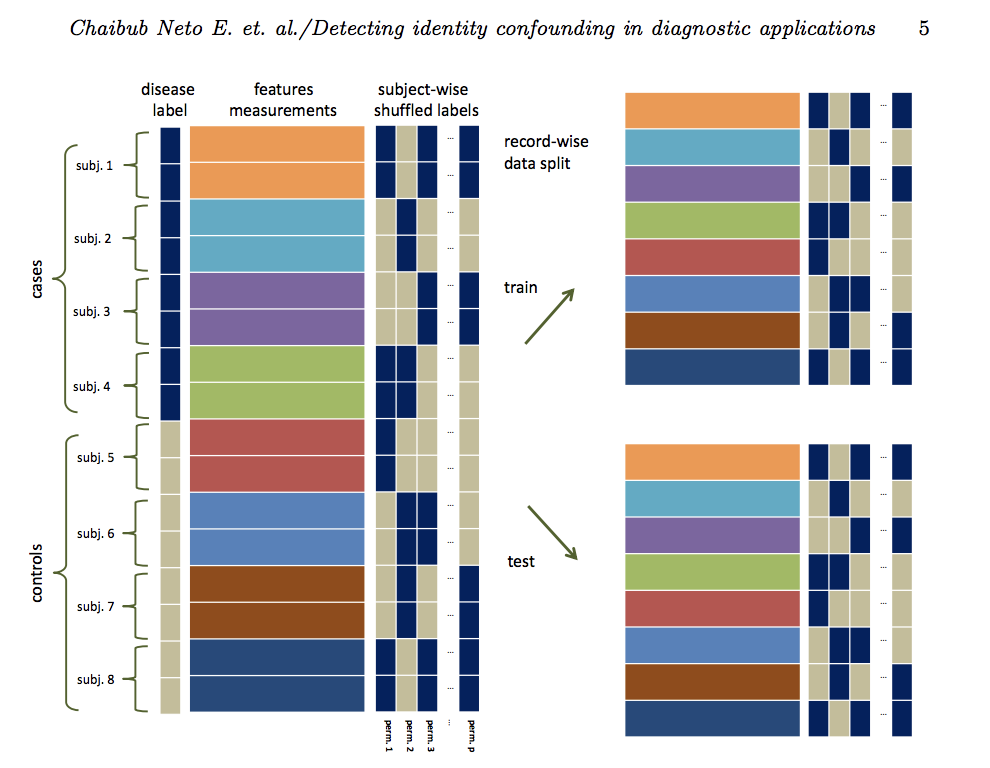 Chaibub Neto E. et. al./Detecting identity confounding in diagnostic applications 5
disease label
features measurements
subject-wise shuffled labels
record-wise data split
subj. 1
subj. 2
subj. 3
subj. 4
subj. 5
subj. 6
subj. 7
subj. 8
cases
controls
train
test
...
perm. 1
perm. 2
perm. 3
...
perm. p